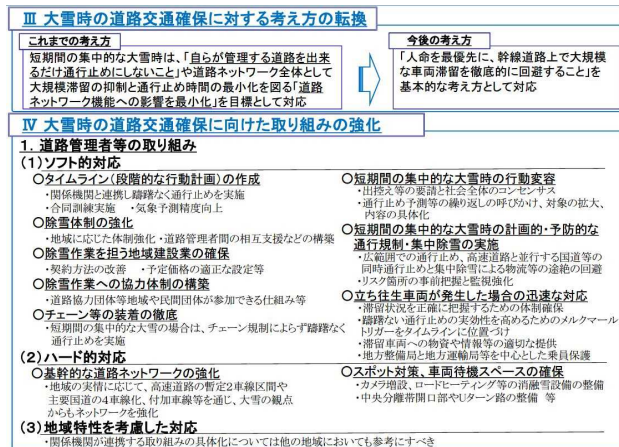 Ⅲ 大雪時の道路交通確保に対する考え方の転換
これまでの考え方
短期間の集中的な大雪時は、「自らが管理する道路を出来
るだけ通行止めにしないこと」や道路ネットワーク全体として
大規模滞留の抑制と通行止め時間の最小化を図る「道路
ネットワーク機能への影響を最小化」を目標として対応
今後の考え方
「人命を最優先に、幹線道路上で大規模
な車両滞留を徹底的に回避すること」を
基本的な考え方として対応
Ⅳ 大雪時の道路交通確保に向けた取り組みの強化
1. 道路管理者等の取り組み
(1)ソフト的対応
○タイムライン(段階的な行動計画)の作成
・関係機関と連携し躊躇なく通行止めを実施
・合同訓練実施 ・気象予測精度向上
○除雪体制の強化
・地域に応じた体制強化・道路管理者間の相互支援などの構築
○除雪作業を担う地域建設業の確保
・契約方法の改善 ・予定価格の適正な設定等
○除雪作業への協力体制の構築
・道路協力団体等地域や民間団体が参加できる仕組み等
○チェーン等の装着の徹底
・短期間の集中的な大雪の場合は、チェーン規制によらず躊躇なく
通行止めを実施
○短期間の集中的な大雪時の行動変容
・出控え等の要請と社会全体のコンセンサス
・通行止め予測等の繰り返しの呼びかけ、対象の拡大、
内容の具体化
○短期間の集中的な大雪時の計画的・予防的な
通行規制・集中除雪の実施
・広範囲での通行止め、高速道路と並行する国道等の
同時通行止めと集中除雪による物流等の途絶の回避
・リスク箇所の事前把握と監視強化
○立ち往生車両が発生した場合の迅速な対応
・滞留状況を正確に把握するための体制確保
・躊躇ない通行止めの実効性を高めるためのメルクマール
トリガーをタイムラインに位置づけ
・滞留車両への物資や情報等の適切な提供
・地方整備局と地方運輸局等を中心とした乗員保護
(2)ハード的対応
○基幹的な道路ネットワークの強化
・地域の実情に応じて、高速道路の暫定2車線区間や
主要国道の4車線化、付加車線等を通じ、大雪の観点
からもネットワークを強化
○スポット対策、車両待機スペースの確保
・カメラ増設、ロードヒーティング等の消融雪設備の整備
・中央分離帯開口部やUターン路の整備 等
(3)地域特性を考慮した対応
・関係機関が連携する取り組みの具体化については他の地域においても参考にすべき